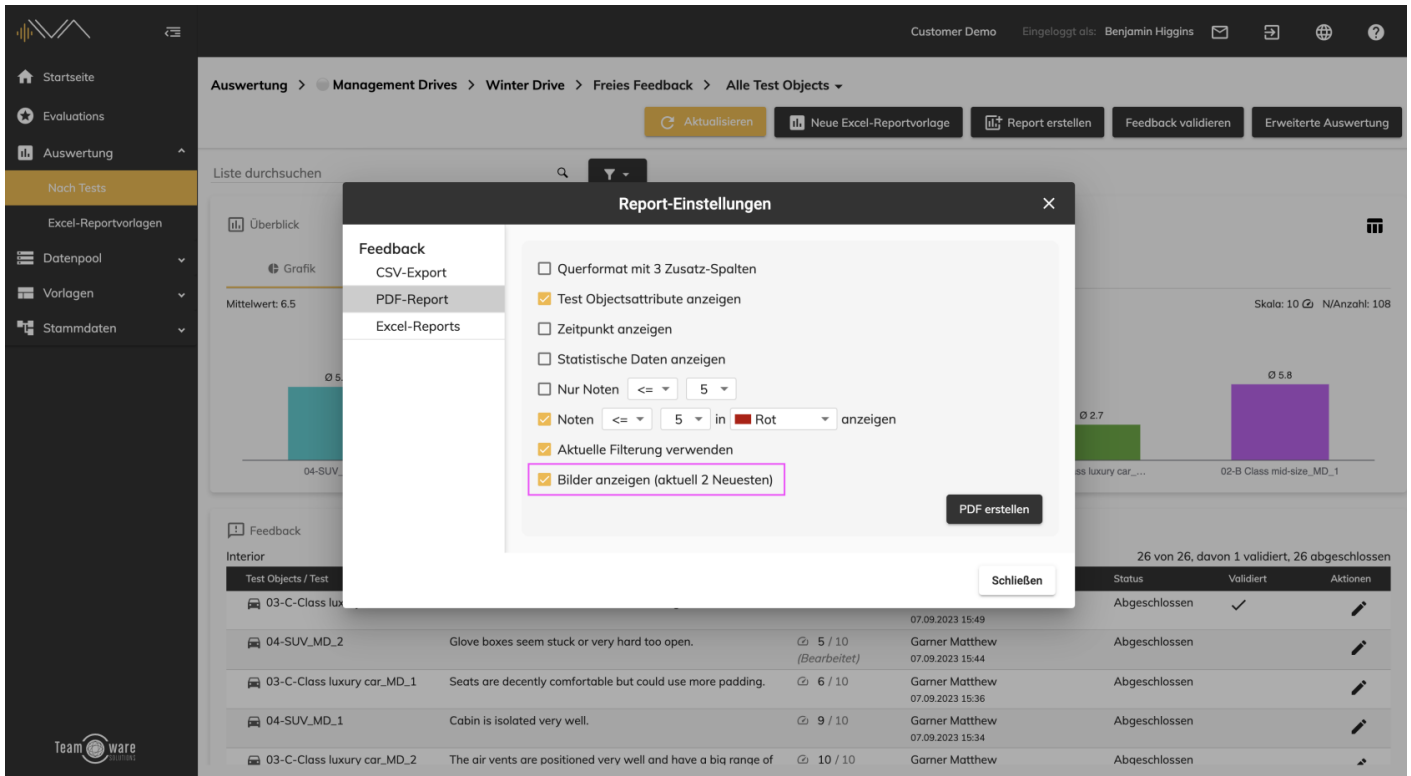 Customer Demo Eingeloggt als: Benjamin Higgins
Startseite
Evaluations
Auswertung
Nach Tests
Excel-Reportvorlagen
Datenpool
Vorlagen
Stammdaten
Team ware
SOLUTIONS
Auswertung > Management Drives > Winter Drive > Freies Feedback > Alle Test Objects
Aktualisieren Neue Excel-Reportvorlage Report erstellen Feedback validieren Erweiterte Auswertung
Liste durchsuchen
Überblick
Grafik
Mittelwert: 6.5 Skala: 10 N/Anzahl: 108
Ø 5. Ø 2.7 Ø 5.8
04-SUV_ ss luxury car_... 02-B Class mid-size_MD_1
Report-Einstellungen
Feedback
CSV-Export
PDF-Report
Excel-Reports
Querformat mit 3 Zusatz-Spalten
Test Objectsattribute anzeigen
Zeitpunkt anzeigen
Statistische Daten anzeigen
Nur Noten <= 5
Noten <= 5 in Rot anzeigen
Aktuelle Filterung verwenden
Bilder anzeigen (aktuell 2 Neuesten)
PDF erstellen
Schließen
Feedback
Interior 26 von 26, davon 1 validiert, 26 abgeschlossen
Test Objects / Test Status Validiert Aktionen
03-C-Class lux Abgeschlossen
07.09.2023 15:49
04-SUV_MD_2 Glove boxes seem stuck or very hard too open. 5 / 10 Garner Matthew Abgeschlossen
(Bearbeitet) 07.09.2023 15:44
03-C-Class luxury car_MD_1 Seats are decently comfortable but could use more padding. 6 / 10 Garner Matthew Abgeschlossen
07.09.2023 15:36
04-SUV_MD_1 Cabin is isolated very well. 9 / 10 Garner Matthew Abgeschlossen
07.09.2023 15:34
03-C-Class luxury car_MD_2 The air vents are positioned very well and have a big range of 10 / 10 Garner Matthew Abgeschlossen